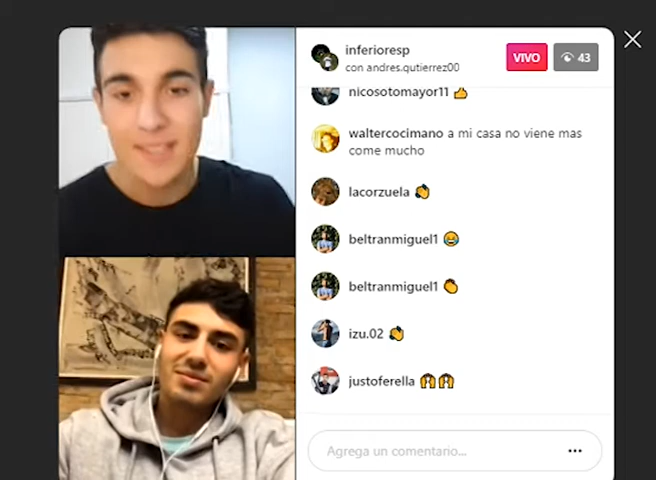 inferioresp
con andres.gutierrez00
VIVO
43
nicosotomayor11
waltercocimano a mi casa no viene mas
come mucho
lacorzuela
beltranmiguel1
beltranmiguel1
izu.02
justoferella
Agrega un comentario...